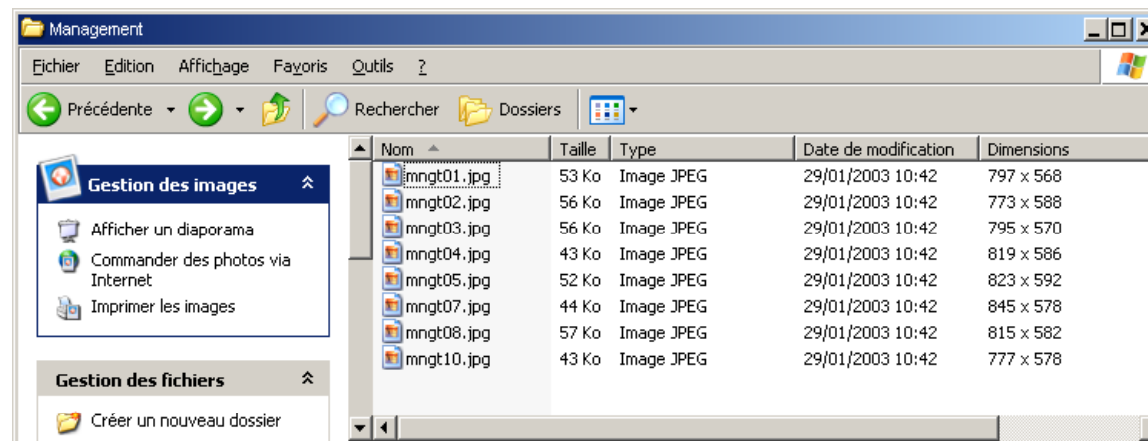 Management
Fichier Edition Affichage Favoris Outils ?
Précédente Rechercher Dossiers
Nom Taille Type Date de modification Dimensions
Gestion des images
Afficher un diaporama
Commander des photos via
Internet
Imprimer les images
Gestion des fichiers
Créer un nouveau dossier
mngt01.jpg 53 Ko Image JPEG 29/01/2003 10:42 797 x 568
mngt02.jpg 56 Ko Image JPEG 29/01/2003 10:42 773 x 588
mngt03.jpg 56 Ko Image JPEG 29/01/2003 10:42 795 x 570
mngt04.jpg 43 Ko Image JPEG 29/01/2003 10:42 819 x 586
mngt05.jpg 52 Ko Image JPEG 29/01/2003 10:42 823 x 592
mngt07.jpg 44 Ko Image JPEG 29/01/2003 10:42 845 x 578
mngt08.jpg 57 Ko Image JPEG 29/01/2003 10:42 815 x 582
mngt10.jpg 43 Ko Image JPEG 29/01/2003 10:42 777 x 578